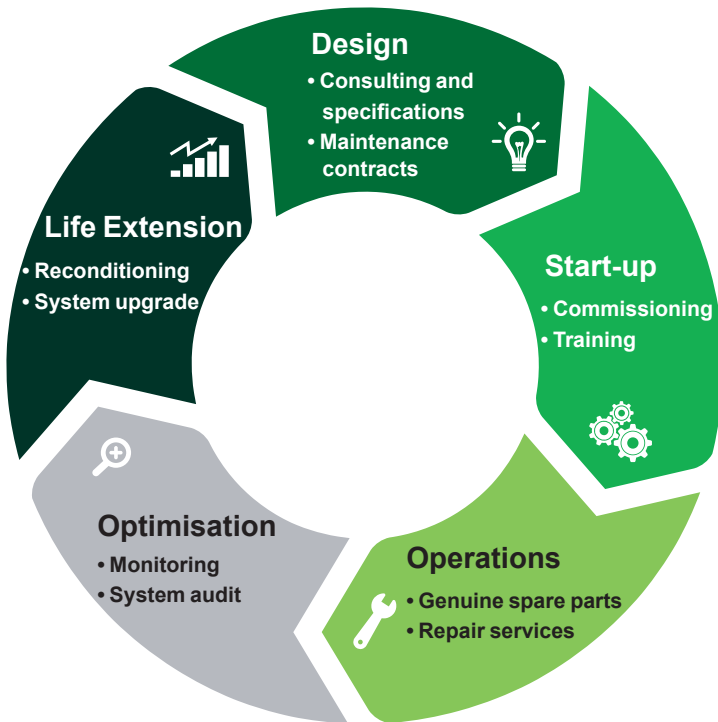 Design
• Consulting and
specifications
• Maintenance
contracts
Start-up
• Commissioning
• Training
Operations
• Genuine spare parts
• Repair services
Optimisation
• Monitoring
• System audit
Life Extension
• Reconditioning
• System upgrade